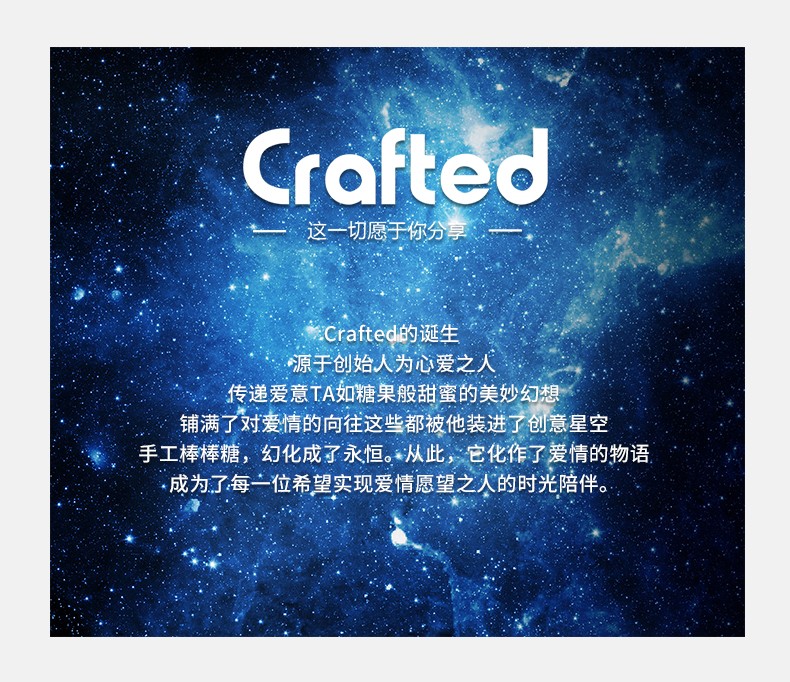 Crafted
这一切愿于你分享
Crafted的诞生
源于创始人为心爱之人
传递爱意TA如糖果般甜蜜的美妙幻想
铺满了对爱情的向往这些都被他装进了创意星空
手工棒棒糖，幻化成了永恒。从此，它化作了爱情的物语
成为了每一位希望实现爱情愿望之人的时光陪伴。